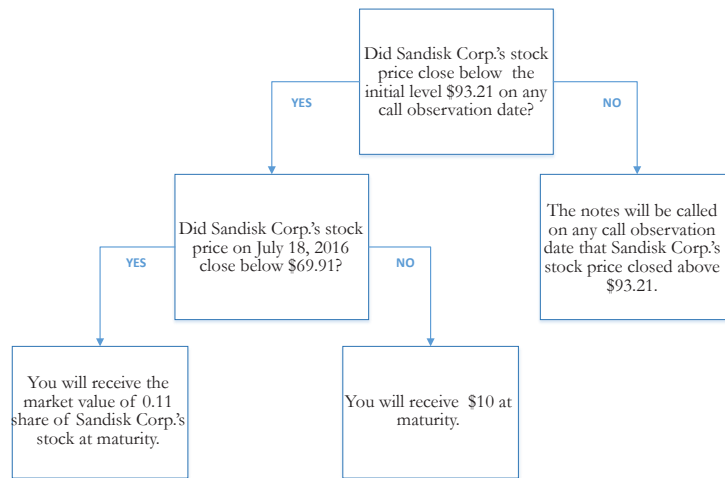 Did Sandisk Corp.'s stock
price close below the
initial level $93.21 on any
call observation date?
YES
NO
Did Sandisk Corp.'s stock
price on July 18, 2016
close below $69.91?
The notes will be called
on any call observation
date that Sandisk Corp.'s
stock price closed above
$93.21.
YES
NO
You will receive the
market value of 0.11
share of Sandisk Corp.'s
stock at maturity.
You will receive $10 at
maturity.